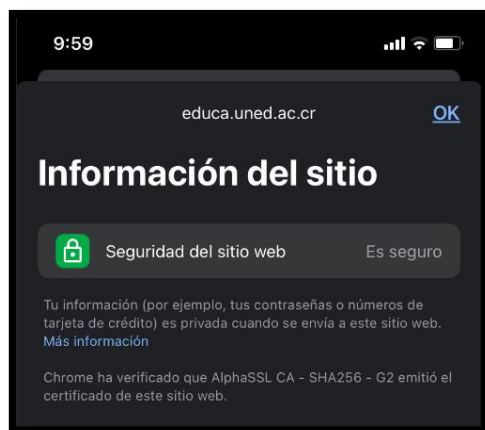 9:59
educa.uned.ac.cr OK
Información del sitio
Seguridad del sitio web Es seguro
Tu información (por ejemplo, tus contraseñas o números de
tarjeta de crédito) es privada cuando se envía a este sitio web.
Más información
Chrome ha verificado que AlphaSSL CA - SHA256 - G2 emitió el
certificado de este sitio web.